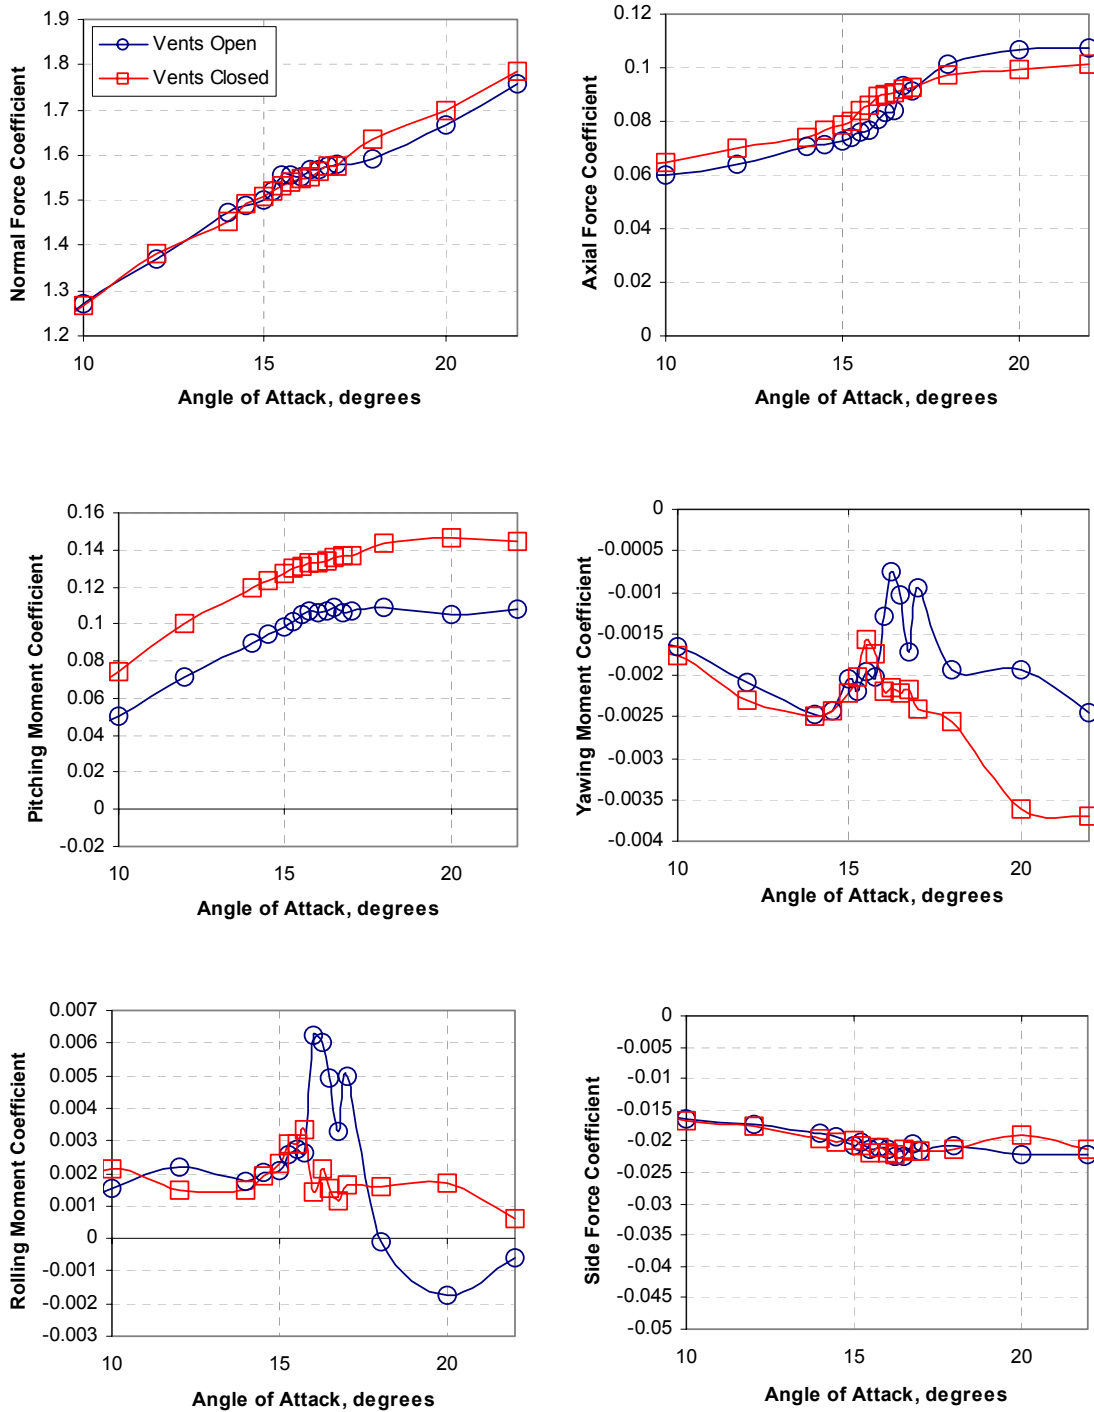 1.9
1.8
1.7
1.6
1.5
1.4
1.3
1.2
Normal Force Coefficient
Vents Open
Vents Closed
10 15 20
Angle of Attack, degrees
0.12
0.1
0.08
0.06
0.04
0.02
0
Axial Force Coefficient
10 15 20
Angle of Attack, degrees
0.16
0.14
0.12
0.1
0.08
0.06
0.04
0.02
0
-0.02
Pitching Moment Coefficient
10 15 20
Angle of Attack, degrees
0
-0.0005
-0.001
-0.0015
-0.002
-0.0025
-0.003
-0.0035
-0.004
Yawing Moment Coefficient
10 15 20
Angle of Attack, degrees
0.007
0.006
0.005
0.004
0.003
0.002
0.001
0
-0.001
-0.002
-0.003
Rolling Moment Coefficient
10 15 20
Angle of Attack, degrees
0
-0.005
-0.01
-0.015
-0.02
-0.025
-0.03
-0.035
-0.04
-0.045
-0.05
Side Force Coefficient
10 15 20
Angle of Attack, degrees